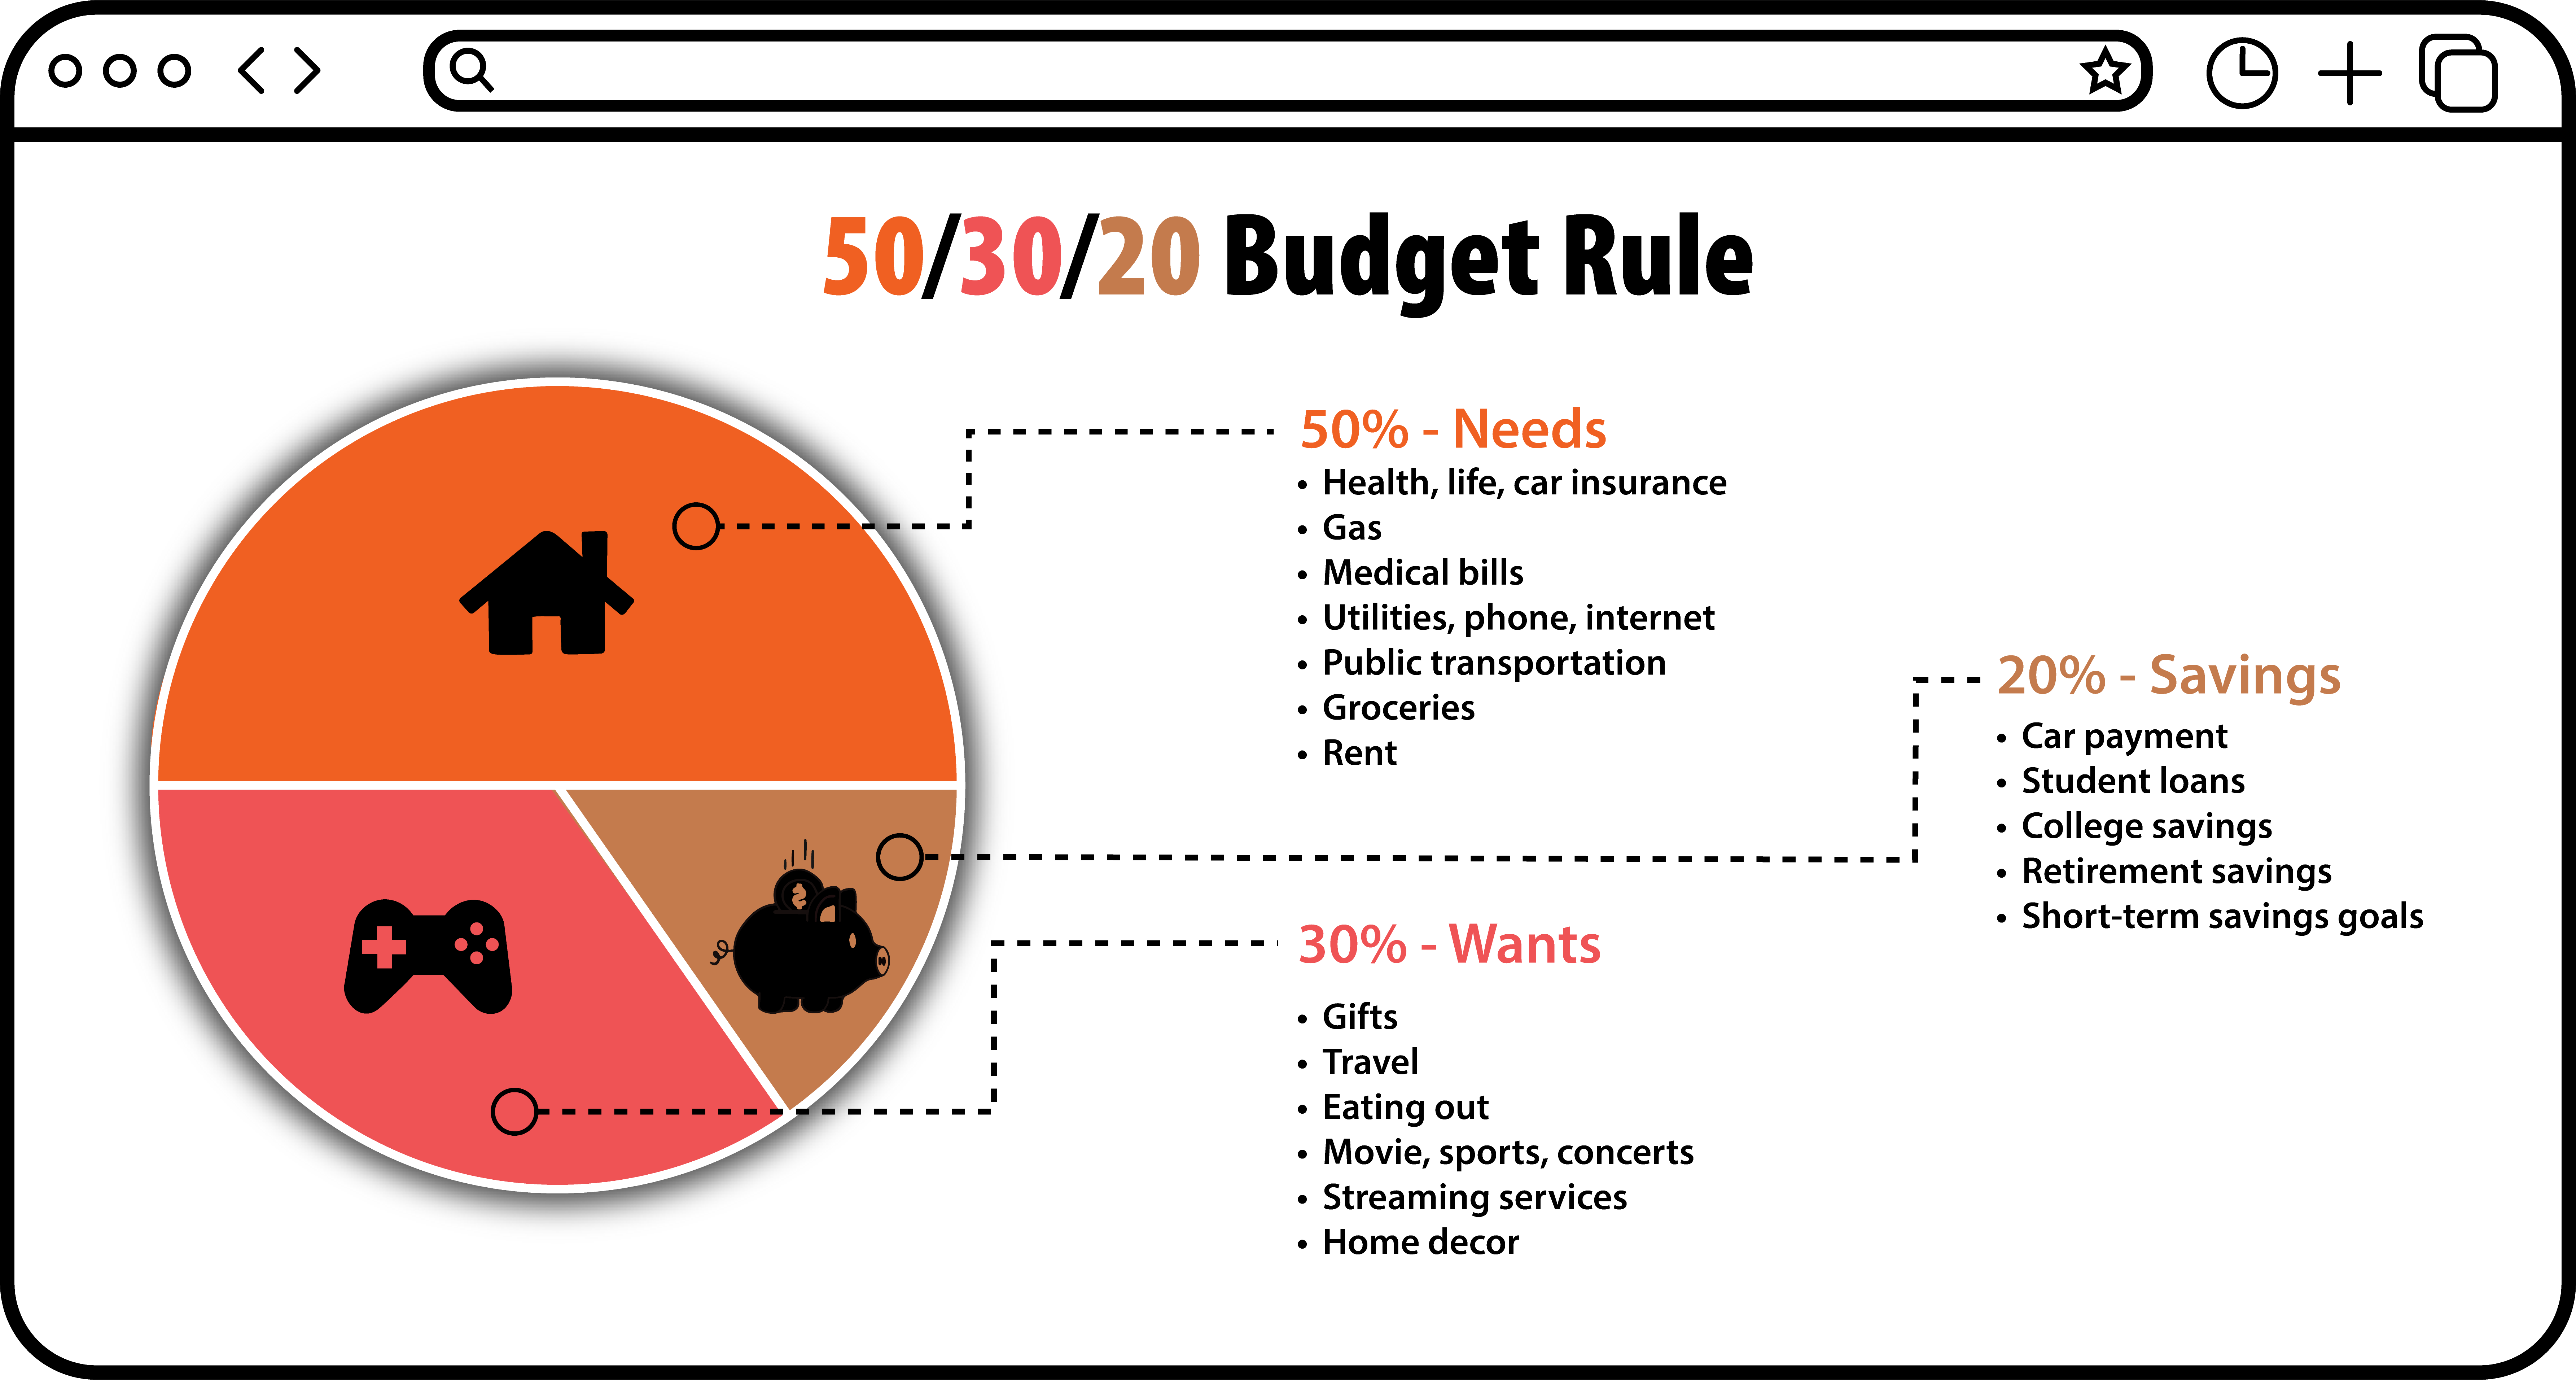 50/30/20 Budget Rule
50% - Needs
• Health, life, car insurance
• Gas
• Medical bills
• Utilities, phone, internet
• Public transportation
• Groceries
• Rent
20% - Savings
• Car payment
• Student loans
• College savings
• Retirement savings
• Short-term savings goals
30% - Wants
• Gifts
• Travel
• Eating out
• Movie, sports, concerts
• Streaming services
• Home decor